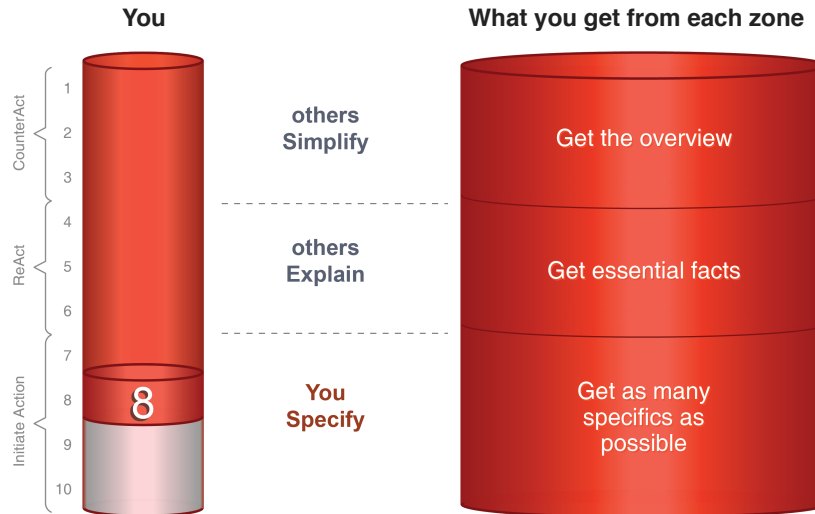 You
What you get from each zone
CounterAct
1
2
3
others
Simplify
Get the overview
ReAct
4
5
6
others
Explain
Get essential facts
Initiate Action
7
8
9
10
8
You
Specify
Get as many
specifics as
possible